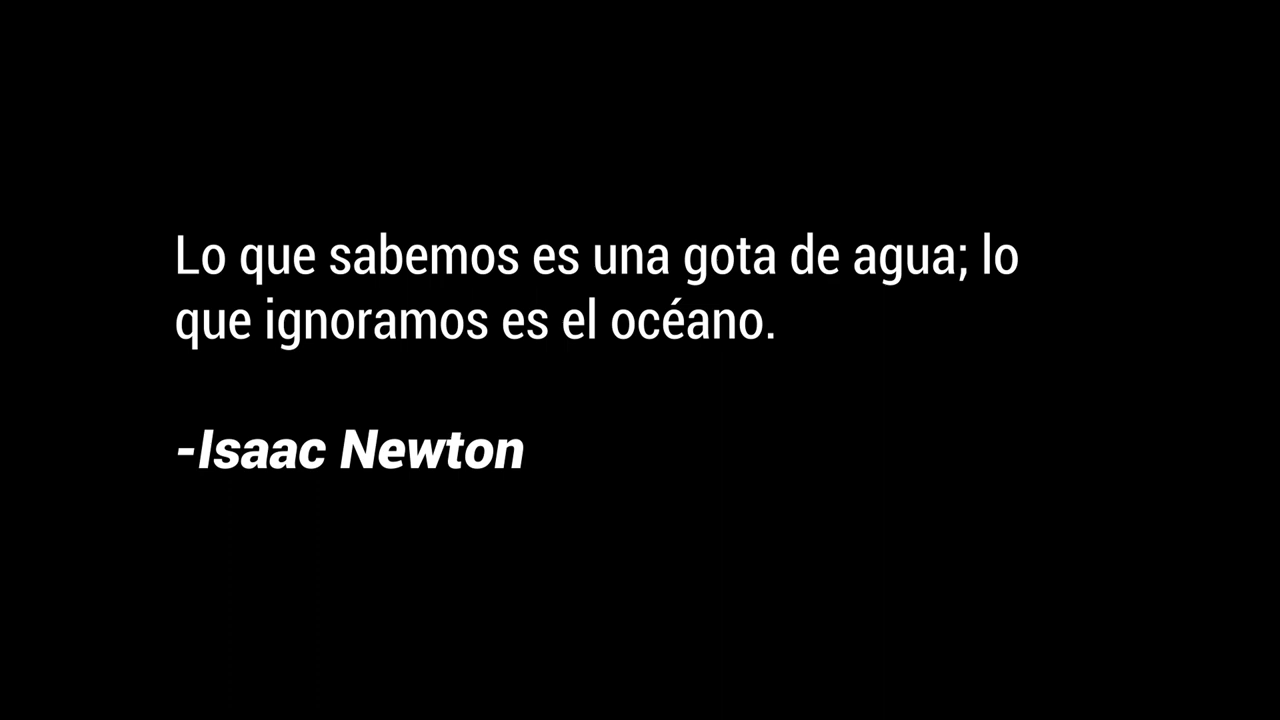 Lo que sabemos es una gota de agua; lo
que ignoramos es el océano.
-Isaac Newton